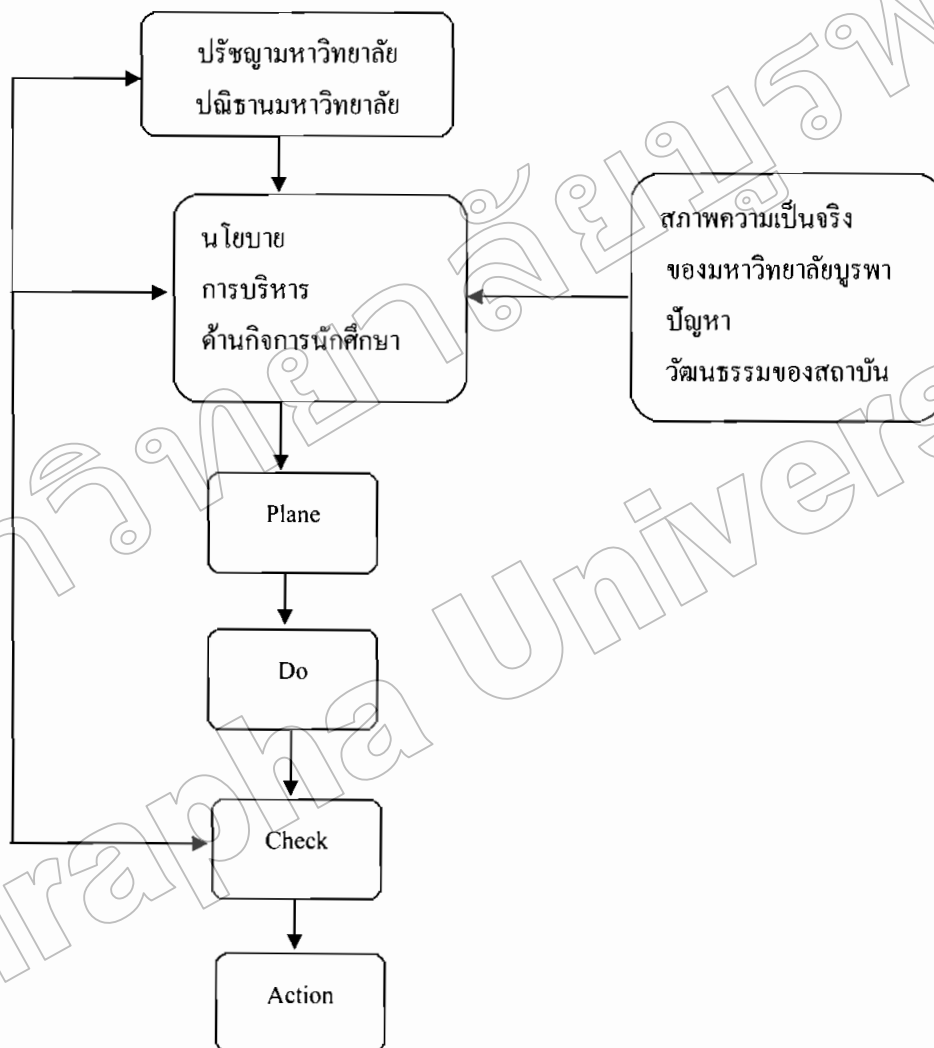 ปรัชญามหาวิทยาลัย
ปณิธานมหาวิทยาลัย
นโยบาย
การบริหาร
ด้านกิจการนักศึกษา
สภาพความเป็นจริง
ของมหาวิทยาลัยบูรพา
ปัญหา
วัฒนธรรมของสถาบัน
Plane
Do
Check
Action